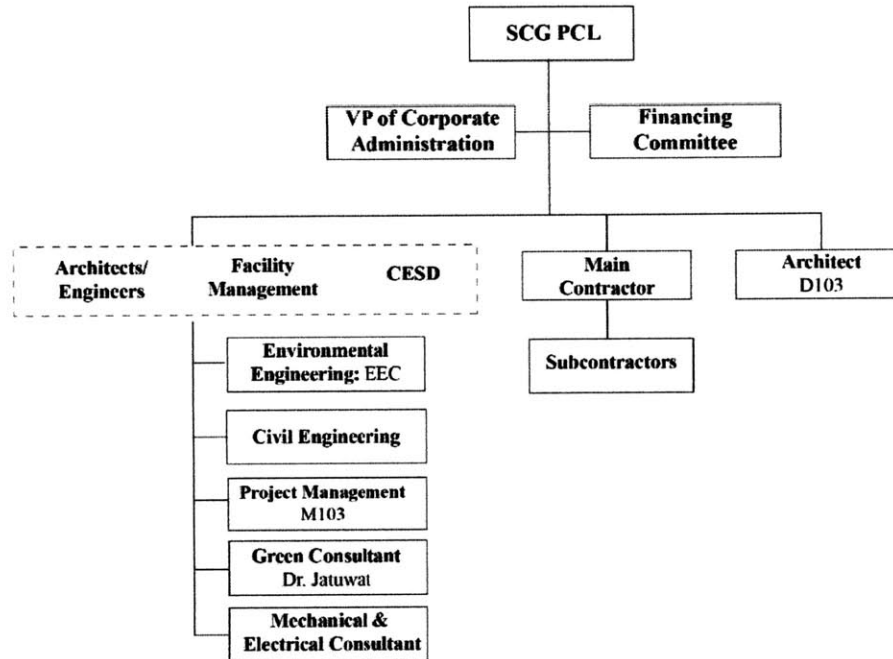 SCG PCL
VP of Corporate
Administration
Financing
Committee
Architects/
Engineers
Facility
Management
CESD
Main
Contractor
Architect
D103
Environmental
Engineering: EEC
Subcontractors
Civil Engineering
Project Management
M103
Green Consultant
Dr. Jatuwat
Mechanical &
Electrical Consultant